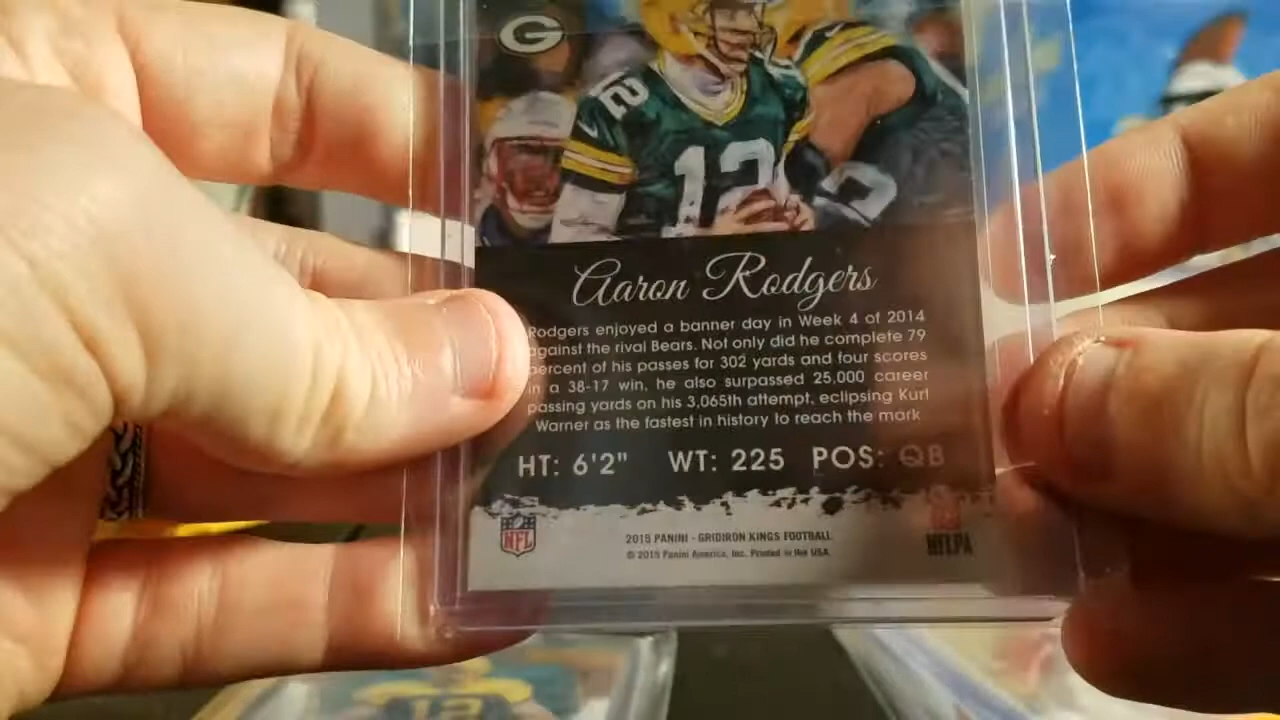 G
12
12
Aaron Rodgers
Rodgers enjoyed a banner day in Week 4 of 2014
against the rival Bears. Not only did he complete 79
percent of his passes for 302 yards and four scores
in a 38-17 win, he also surpassed 25,000 career
passing yards on his 3,065th attempt, eclipsing Kurt
Warner as the fastest in history to reach the mark
HT: 6'2" WT: 225 POS: QB
NFL
2015 PANINI - GRIDIRON KINGS FOOTBALL
© 2015 Panini America, Inc. Printed in the USA
NFLPA
12